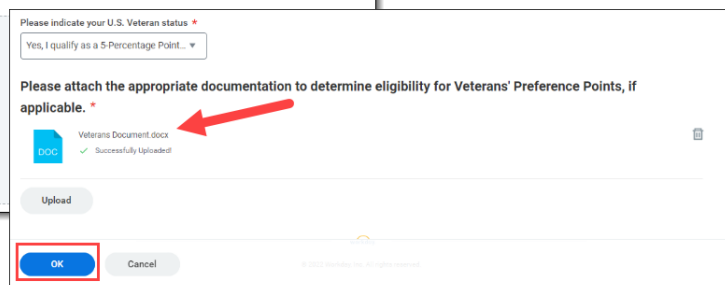 Please indicate your U.S. Veteran status *
Yes, I qualify as a 5-Percentage Point...
Please attach the appropriate documentation to determine eligibility for Veterans' Preference Points, if
applicable. *
DOC
Veterans Document.docx
Successfully Uploaded!
Upload
OK
Cancel